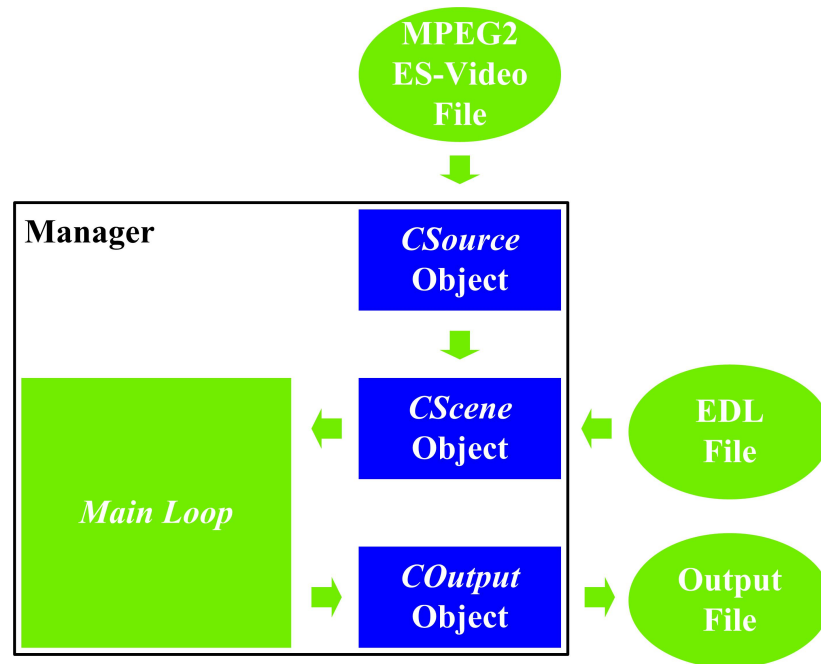 MPEG2
ES-Video
File
Manager
CSource
Object
CScene
Object
EDL
File
Main Loop
COutput
Object
Output
File